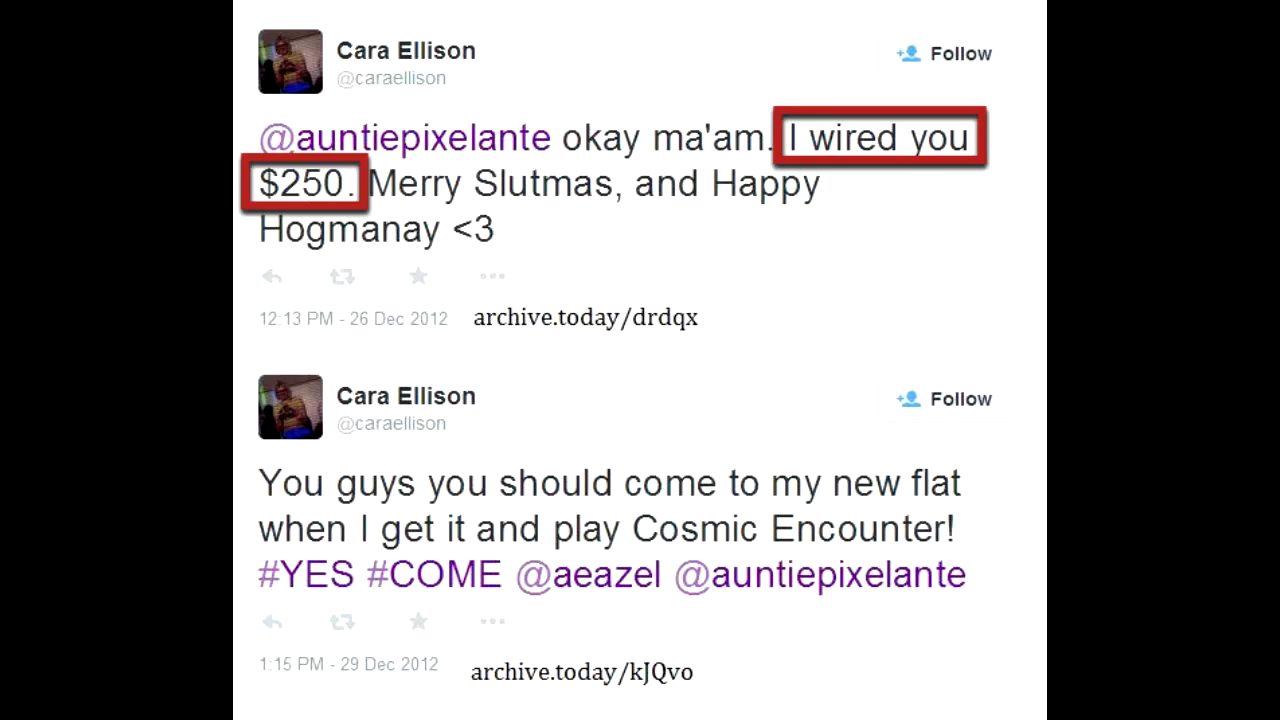 Cara Ellison
Follow
@caraellison
@auntiepixelante okay ma'am. I wired you
$250. Merry Slutmas, and Happy
Hogmanay <3
12:13 PM - 26 Dec 2012 archive.today/drdqx
Cara Ellison
Follow
@caraellison
You guys you should come to my new flat
when I get it and play Cosmic Encounter!
#YES #COME @aeazel @auntiepixelante
1:15 PM - 29 Dec 2012 archive.today/kJQvo